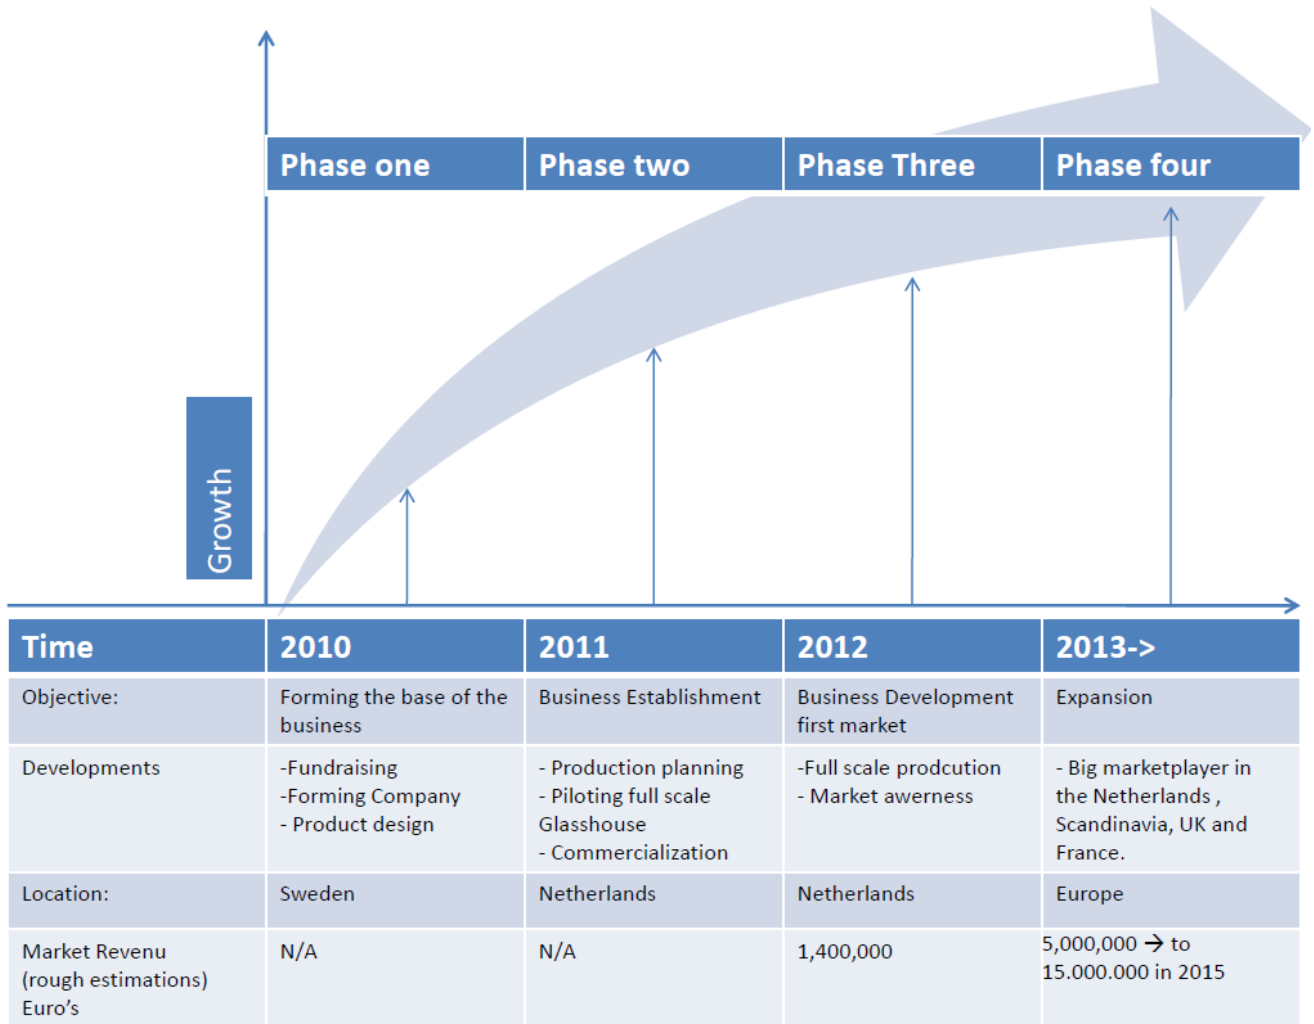 Phase one
Phase two
Phase Three
Phase four
Growth
Time
2010
2011
2012
2013->
Objective:
Forming the base of the
business
Business Establishment
Business Development
first market
Expansion
Developments
-Fundraising
-Forming Company
- Product design
- Production planning
- Piloting full scale
Glasshouse
- Commercialization
-Full scale prodcution
- Market awerness
- Big marketplayer in
the Netherlands ,
Scandinavia, UK and
France.
Location:
Sweden
Netherlands
Netherlands
Europe
Market Revenu
(rough estimations)
Euro’s
N/A
N/A
1,400,000
5,000,000 → to
15.000.000 in 2015